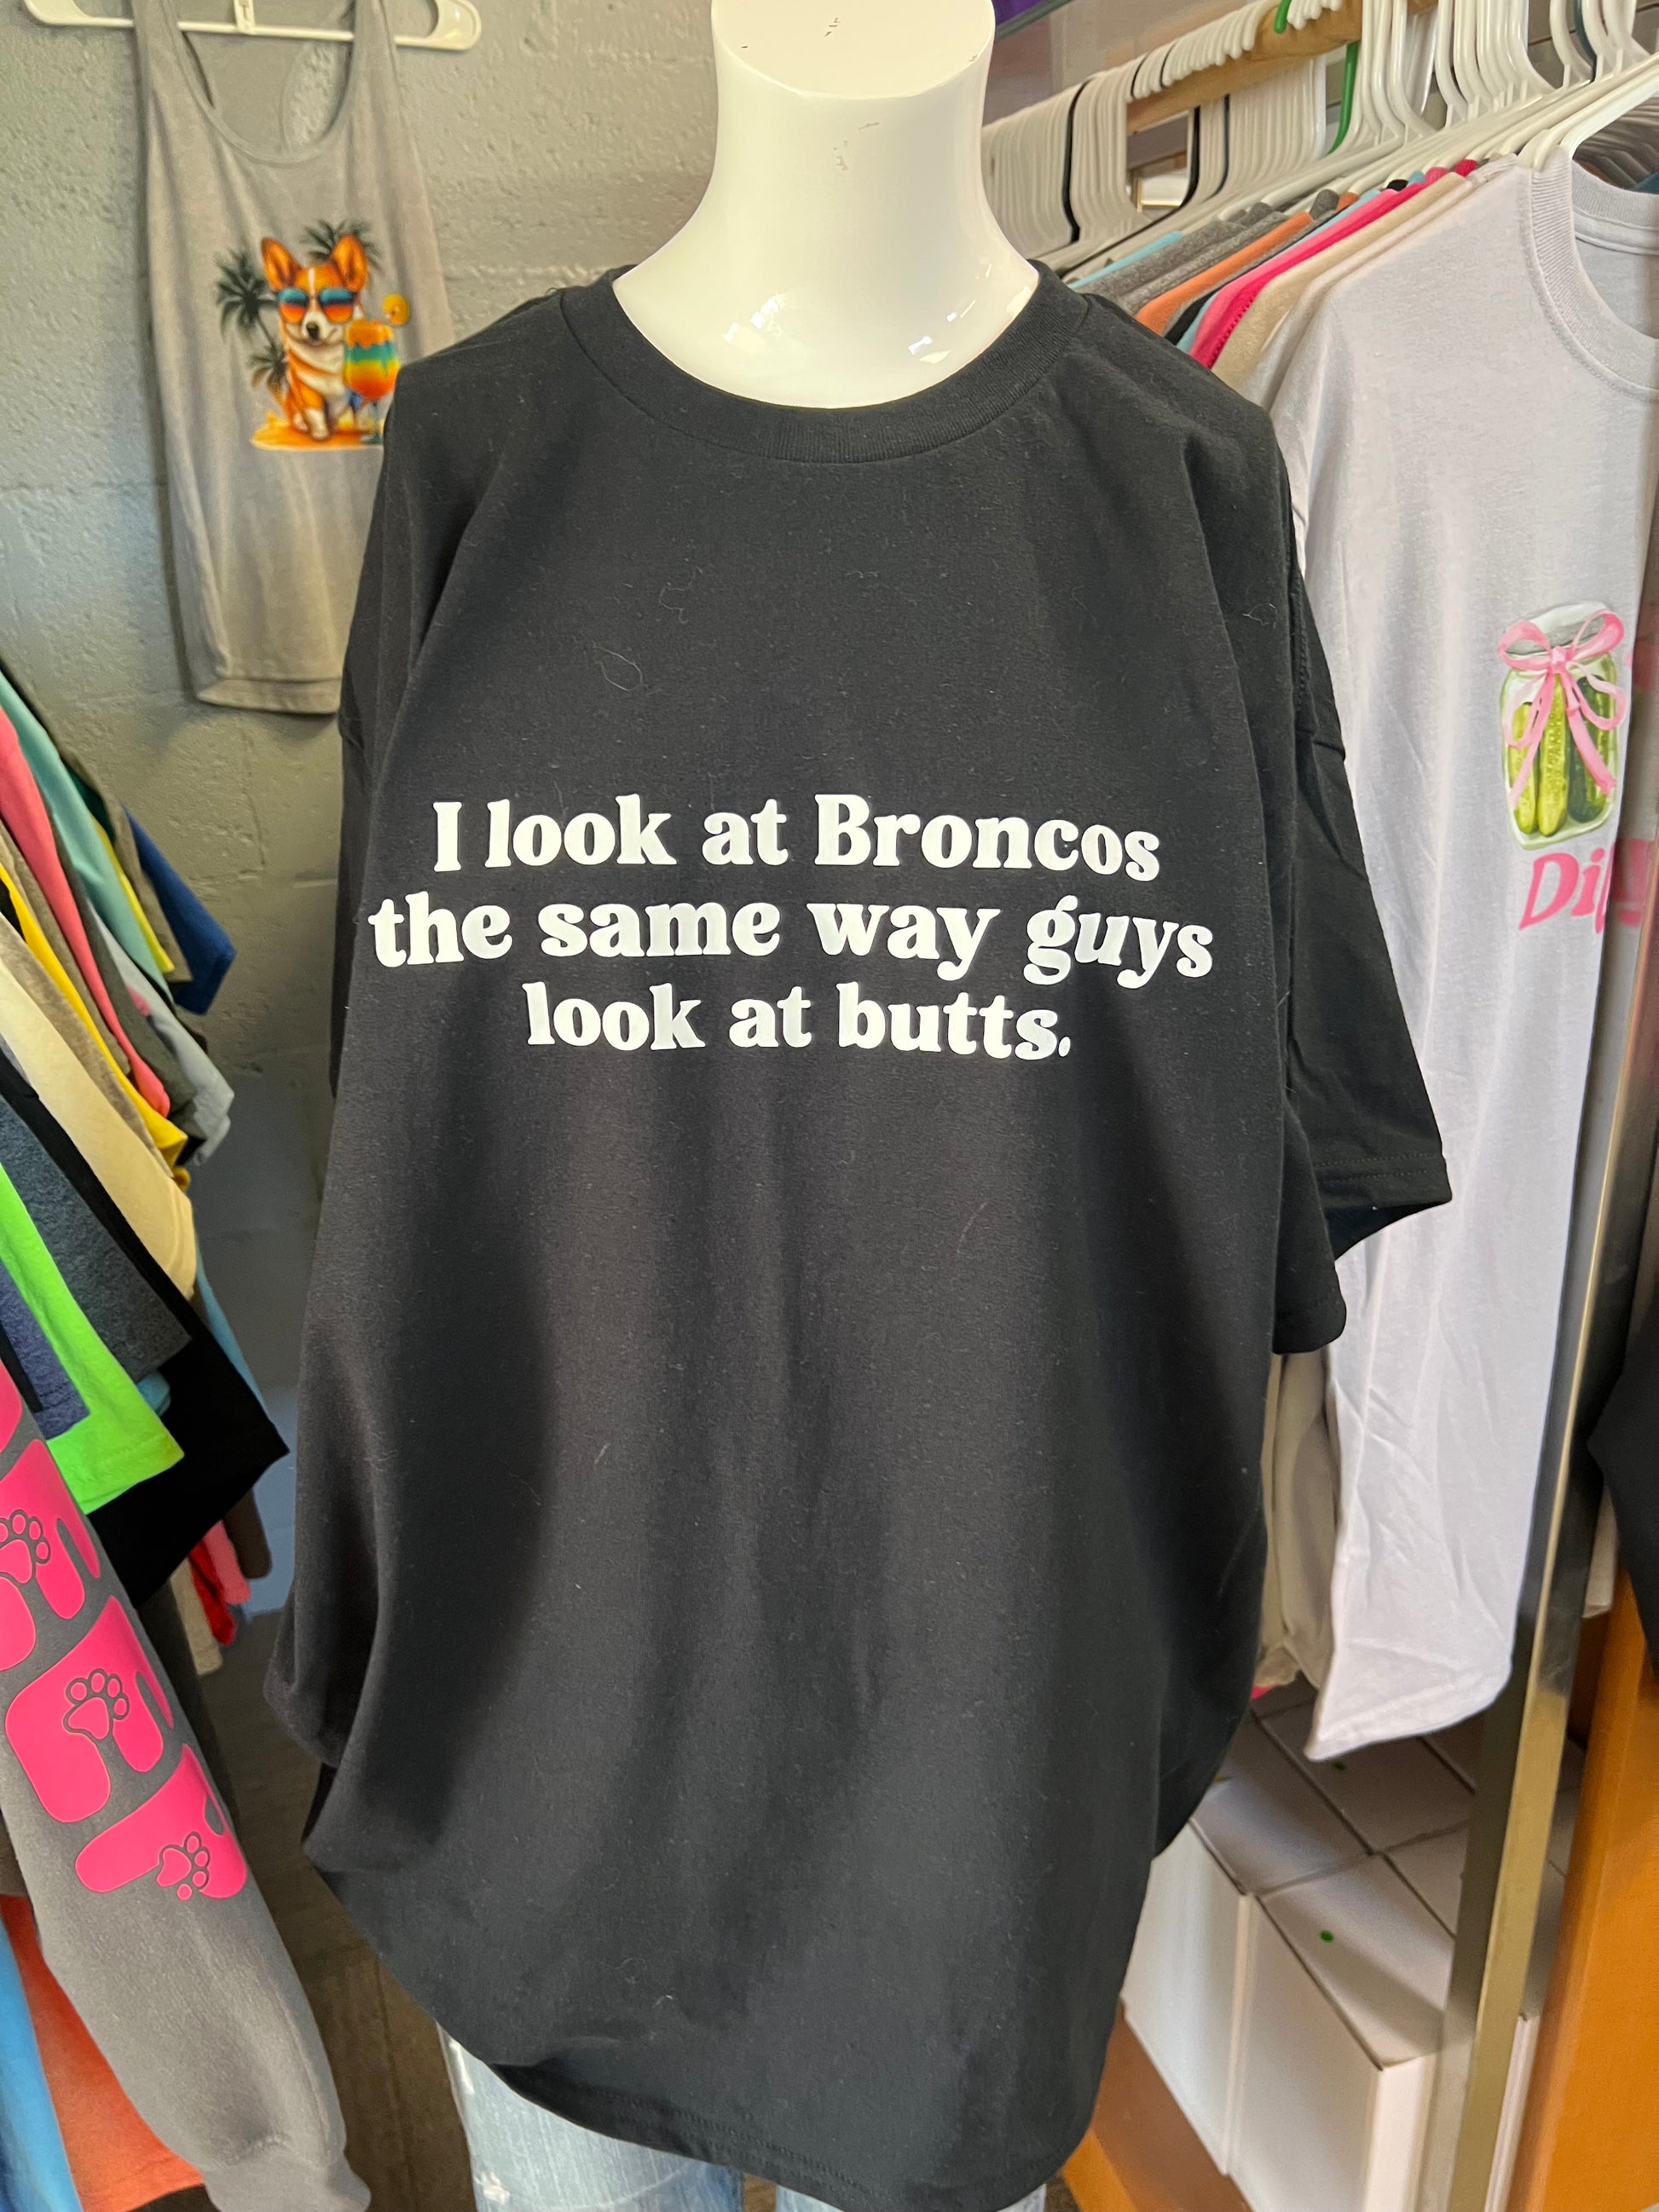 I look at Broncos
the same way guys
look at butts.